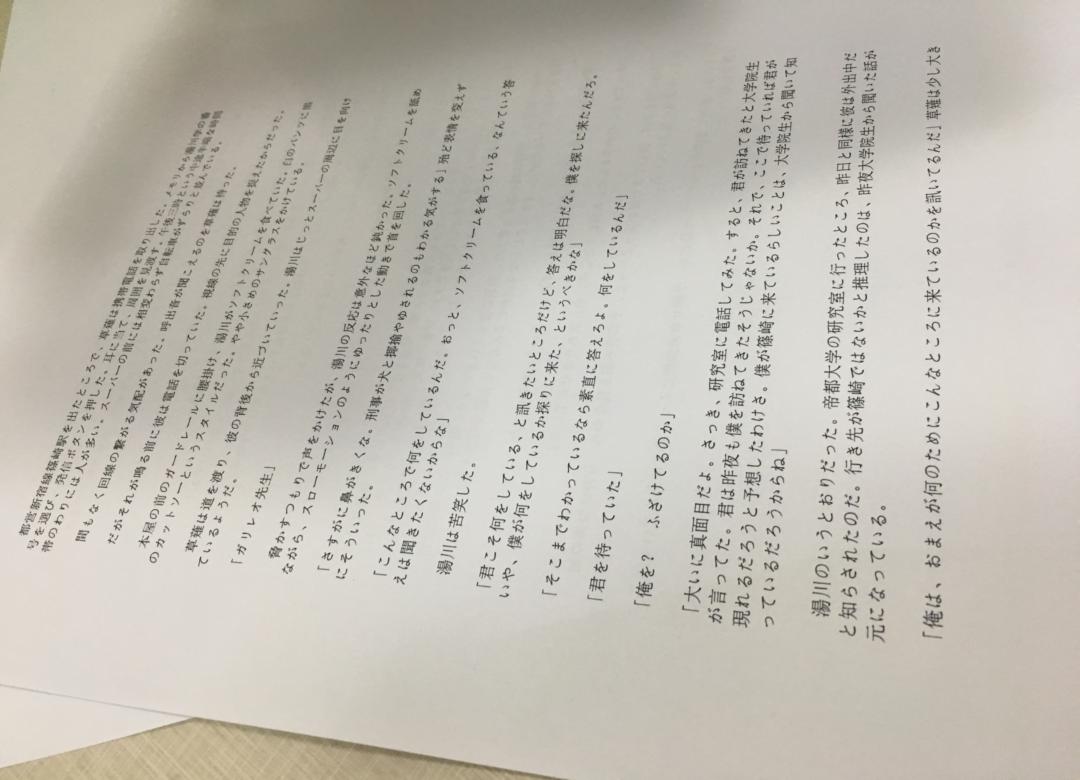 都営新宿線篠崎駅を出たところで、草薙は携帯電話を取り出した。メモリから湯川学の番
号を選び、発信ボタンを押した。耳に当て、周囲を見渡す。午後三時という中途半端な時間
帯のわりには人が多い。スーパーの前には相変わらず自転車がずらりと並んでいる。
間もなく回線の繋がる気配があった。呼出音が聞こえるのを草薙は待った。
だがそれが鳴る前に彼は電話を切っていた。視線の先に目的の人物を捉えたからだった。
本屋の前のガードレールに腰掛け、湯川がソフトクリームを食べていた。白のパンツに黒
のカットソーというスタイルだった。やや小さめのサングラスをかけている。
草薙は道を渡り、彼の背後から近づいていった。湯川はじっとスーパーの周辺に目を向け
ているようだ。
「ガリレオ先生」
脅かすつもりで声をかけたが、湯川の反応は意外なほど鈍かった。ソフトクリームを舐め
ながら、スローモーションのようにゆったりとした動きで首を回した。
「さすがに鼻がきくな。刑事が犬と揶揄やゆされるのもわかる気がする」殆ど表情を変えず
にそういった。
「こんなところで何をしているんだ。おっと、ソフトクリームを食っている、なんていう答
えは聞きたくないからな」
湯川は苦笑した。
「君こそ何をしている、と訊きたいところだけど、答えは明白だな。僕を探しに来たんだろ。
いや、僕が何をしているか探りに来た、というべきかな」
「そこまでわかっているなら素直に答えろよ。何をしているんだ」
「君を待っていた」
「俺を? ふざけてるのか」
「大いに真面目だよ。さっき、研究室に電話してみた。すると、君が訪ねてきたと大学院生
が言ってた。君は昨夜も僕を訪ねてきたそうじゃないか。それで、ここで待っていれば君が
現れるだろうと予想したわけさ。僕が篠崎に来ているらしいことは、大学院生から聞いて知
っているだろうからね」
湯川のいうとおりだった。帝都大学の研究室に行ったところ、昨日と同様に彼は外出中だ
と知らされたのだ。行き先が篠崎ではないかと推理したのは、昨夜大学院生から聞いた話が
元になっている。
「俺は、おまえが何のためにこんなところに来ているのかを訊いてるんだ」草薙は少し大き